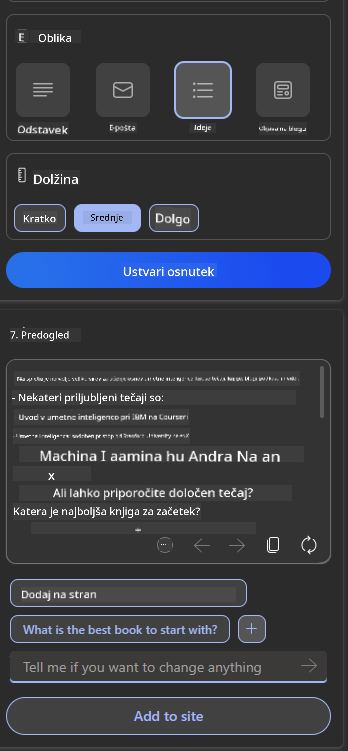 Oblika
Odstavek
E-pošta
Ideje
Objava na blogu
Dolžina
Kratko
Srednje
Dolgo
Ustvari osnutek
7. Predogled
- Nekateri priljubljeni tečaji so:
Uvod v umetno inteligenco pri IBM na Courser
Machina I aamina hu Andra Na an
x
Ali lahko priporočite določen tečaj?
Katera je najboljša knjiga za začetek?
Dodaj na stran
What is the best book to start with?
+
Tell me if you want to change anything
Add to site